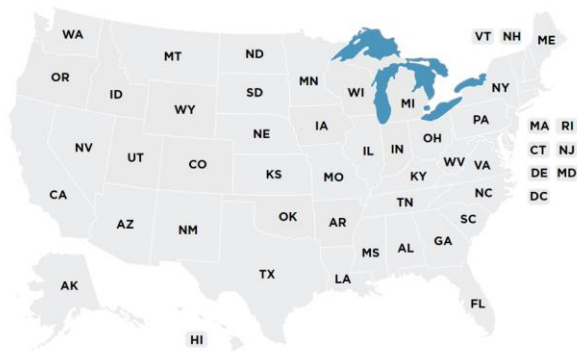 VT NH
ME
WA
MT
ND
MN
OR
ID
SD
WI
MI
NY
WY
IA
PA
NE
MA RI
NV
UT
CO
IL
IN
OH
CT NJ
KS
MO
WV
VA
KY
DE MD
CA
NC
DC
TN
OK
AR
SC
AZ
NM
MS
AL
GA
TX
LA
AK
FL
HI